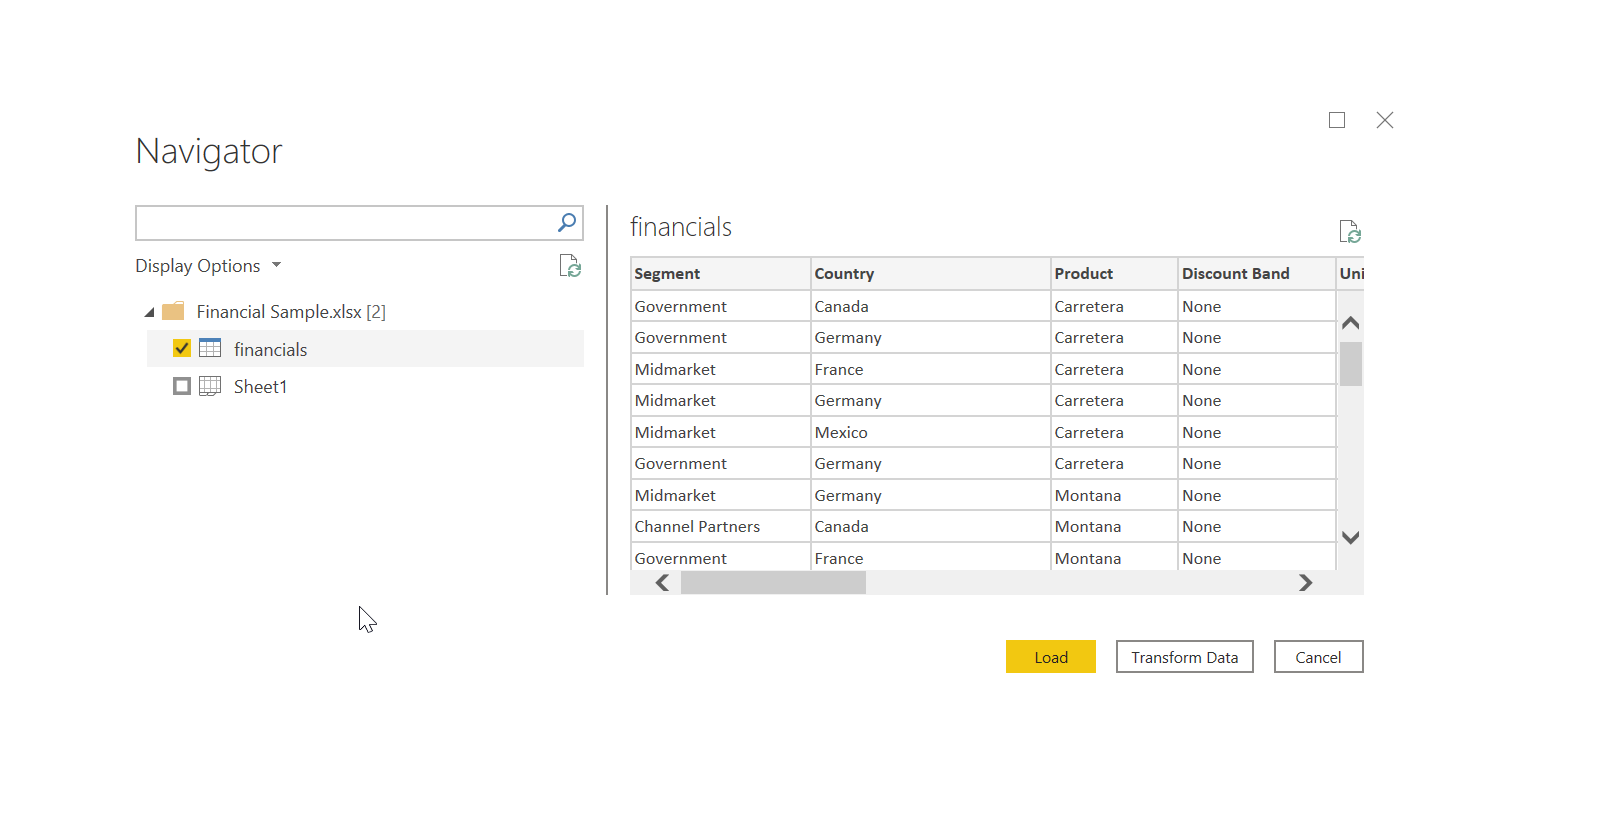 Navigator
Display Options
Financial Sample.xlsx [2]
financials
Sheet1
financials
Segment Country Product Discount Band Uni
Government Canada Carretera None
Government Germany Carretera None
Midmarket France Carretera None
Midmarket Germany Carretera None
Midmarket Mexico Carretera None
Government Germany Carretera None
Midmarket Germany Montana None
Channel Partners Canada Montana None
Government France Montana None
Load Transform Data Cancel